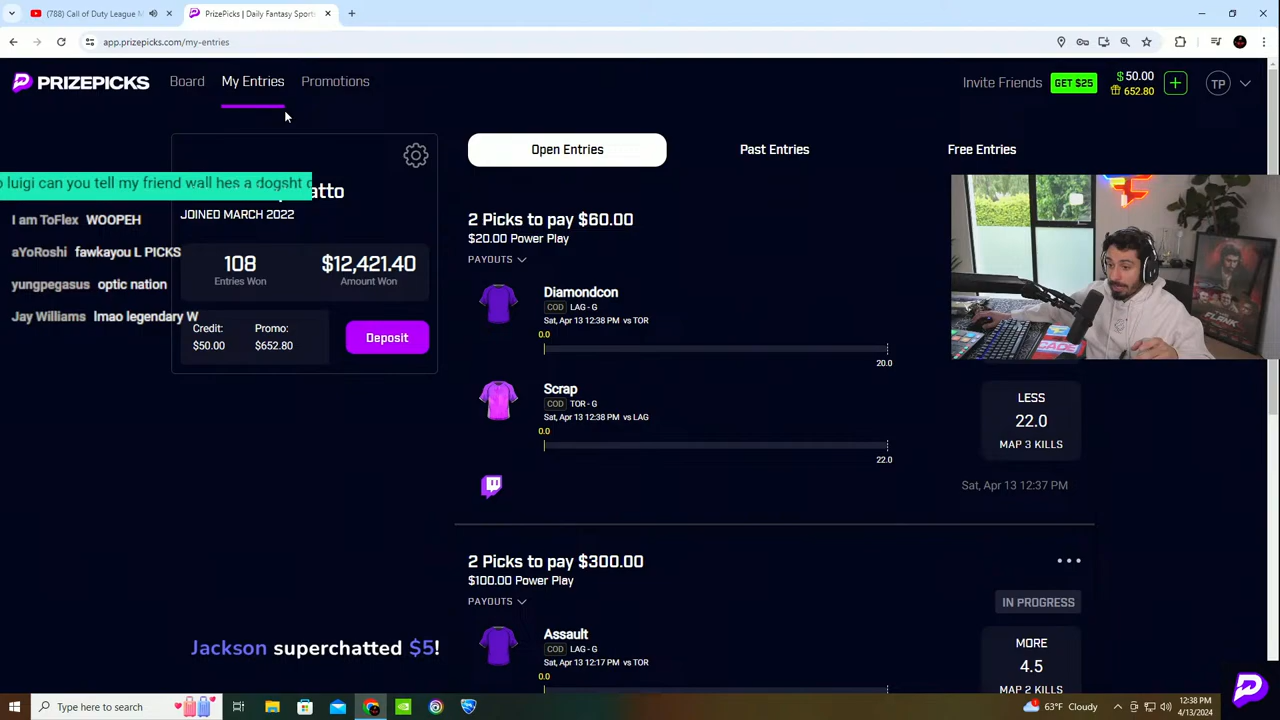 (788) Call of Duty League M
PrizePicks | Daily Fantasy Sports
app.prizepicks.com/my-entries
PRIZEPICKS
Board
My Entries
Promotions
Invite Friends
GET $25
$50.00
652.80
TP
Open Entries
Past Entries
Free Entries
o luigi can you tell my friend wall hes a dogsht
atto
JOINED MARCH 2022
I am ToFlex WOOPEH
aYoRoshi fawkayou L PICKS
yungpegasus optic nation
Jay Williams lmao legendary W
108
Entries Won
$12,421.40
Amount Won
Credit:
$50.00
Promo:
$652.80
Deposit
2 Picks to pay $60.00
$20.00 Power Play
PAYOUTS
Diamondcon
COD LAG - G
Sat, Apr 13 12:38 PM vs TOR
0.0
20.0
Scrap
COD TOR - G
Sat, Apr 13 12:38 PM vs LAG
0.0
22.0
LESS
22.0
MAP 3 KILLS
Sat, Apr 13 12:37 PM
2 Picks to pay $300.00
$100.00 Power Play
PAYOUTS
IN PROGRESS
Assault
COD LAG - G
Sat, Apr 13 12:17 PM vs TOR
0.0
4.5
MORE
4.5
MAP 2 KILLS
Jackson superchatted $5!
Type here to search
63°F Cloudy
12:38 PM
4/13/2024